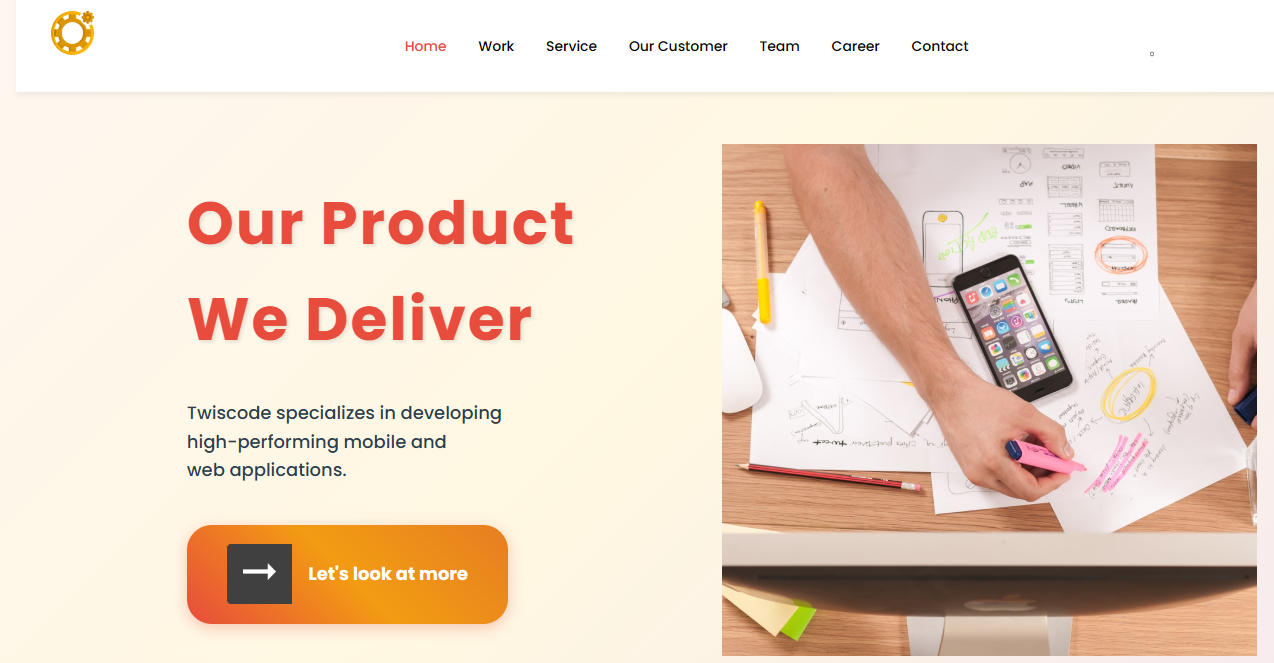 Home Work Service Our Customer Team Career Contact
Our Product
We Deliver
Twiscode specializes in developing
high-performing mobile and
web applications.
Let's look at more